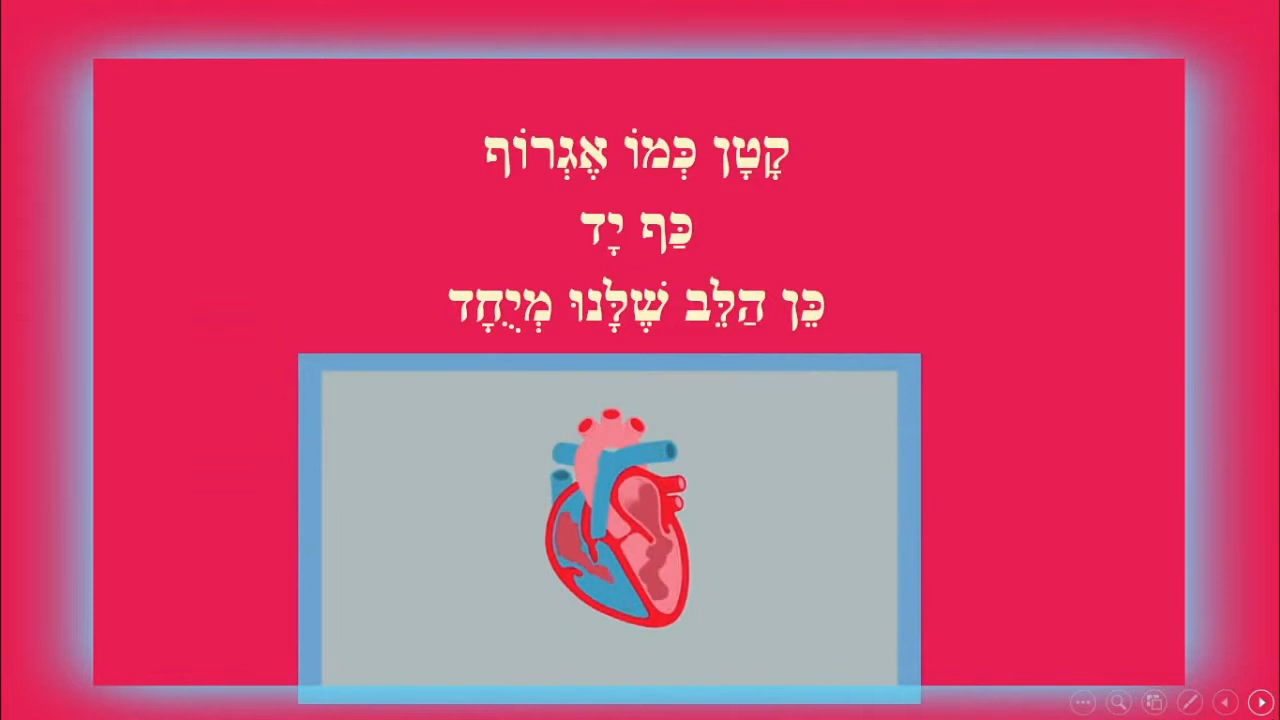 קָטָן כְּמוֹ אֶגְרוֹף
כַּף יָד
כֵּן הַלֵּב שֶׁלָּנוּ מְיֻחָד